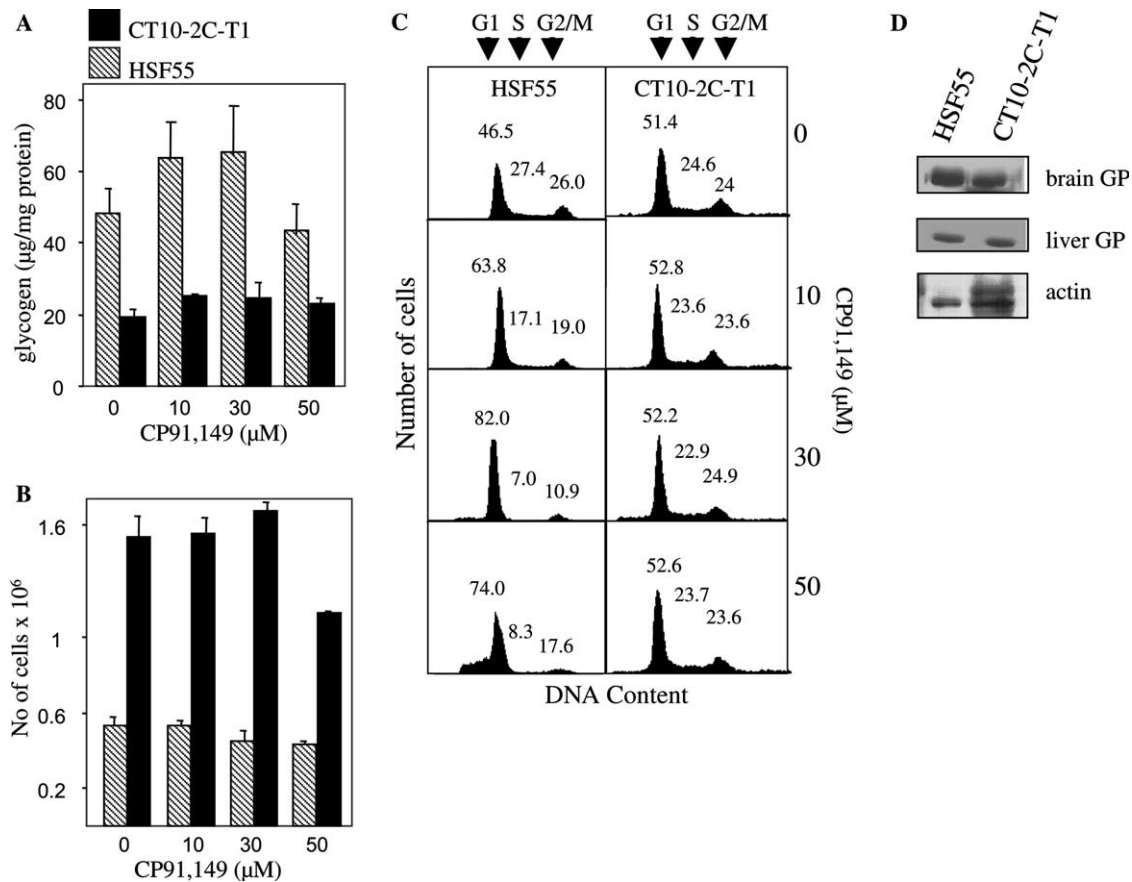 A
CT10-2C-T1
HSF55
glycogen (µg/mg protein)
80
60
40
20
0
0 10 30 50
CP91,149 (µM)
B
No of cells x 10⁶
1.6
1
0.6
0.2
0 10 30 50
CP91,149 (µM)
C
G1 S G2/M G1 S G2/M
HSF55 CT10-2C-T1
46.5 27.4 26.0
51.4 24.6 24
0
63.8 17.1 19.0
52.8 23.6 23.6
10
82.0 7.0 10.9
52.2 22.9 24.9
30
74.0 8.3 17.6
52.6 23.7 23.6
50
Number of cells
CP91,149 (µM)
DNA Content
D
HSF55
CT10-2C-T1
brain GP
liver GP
actin